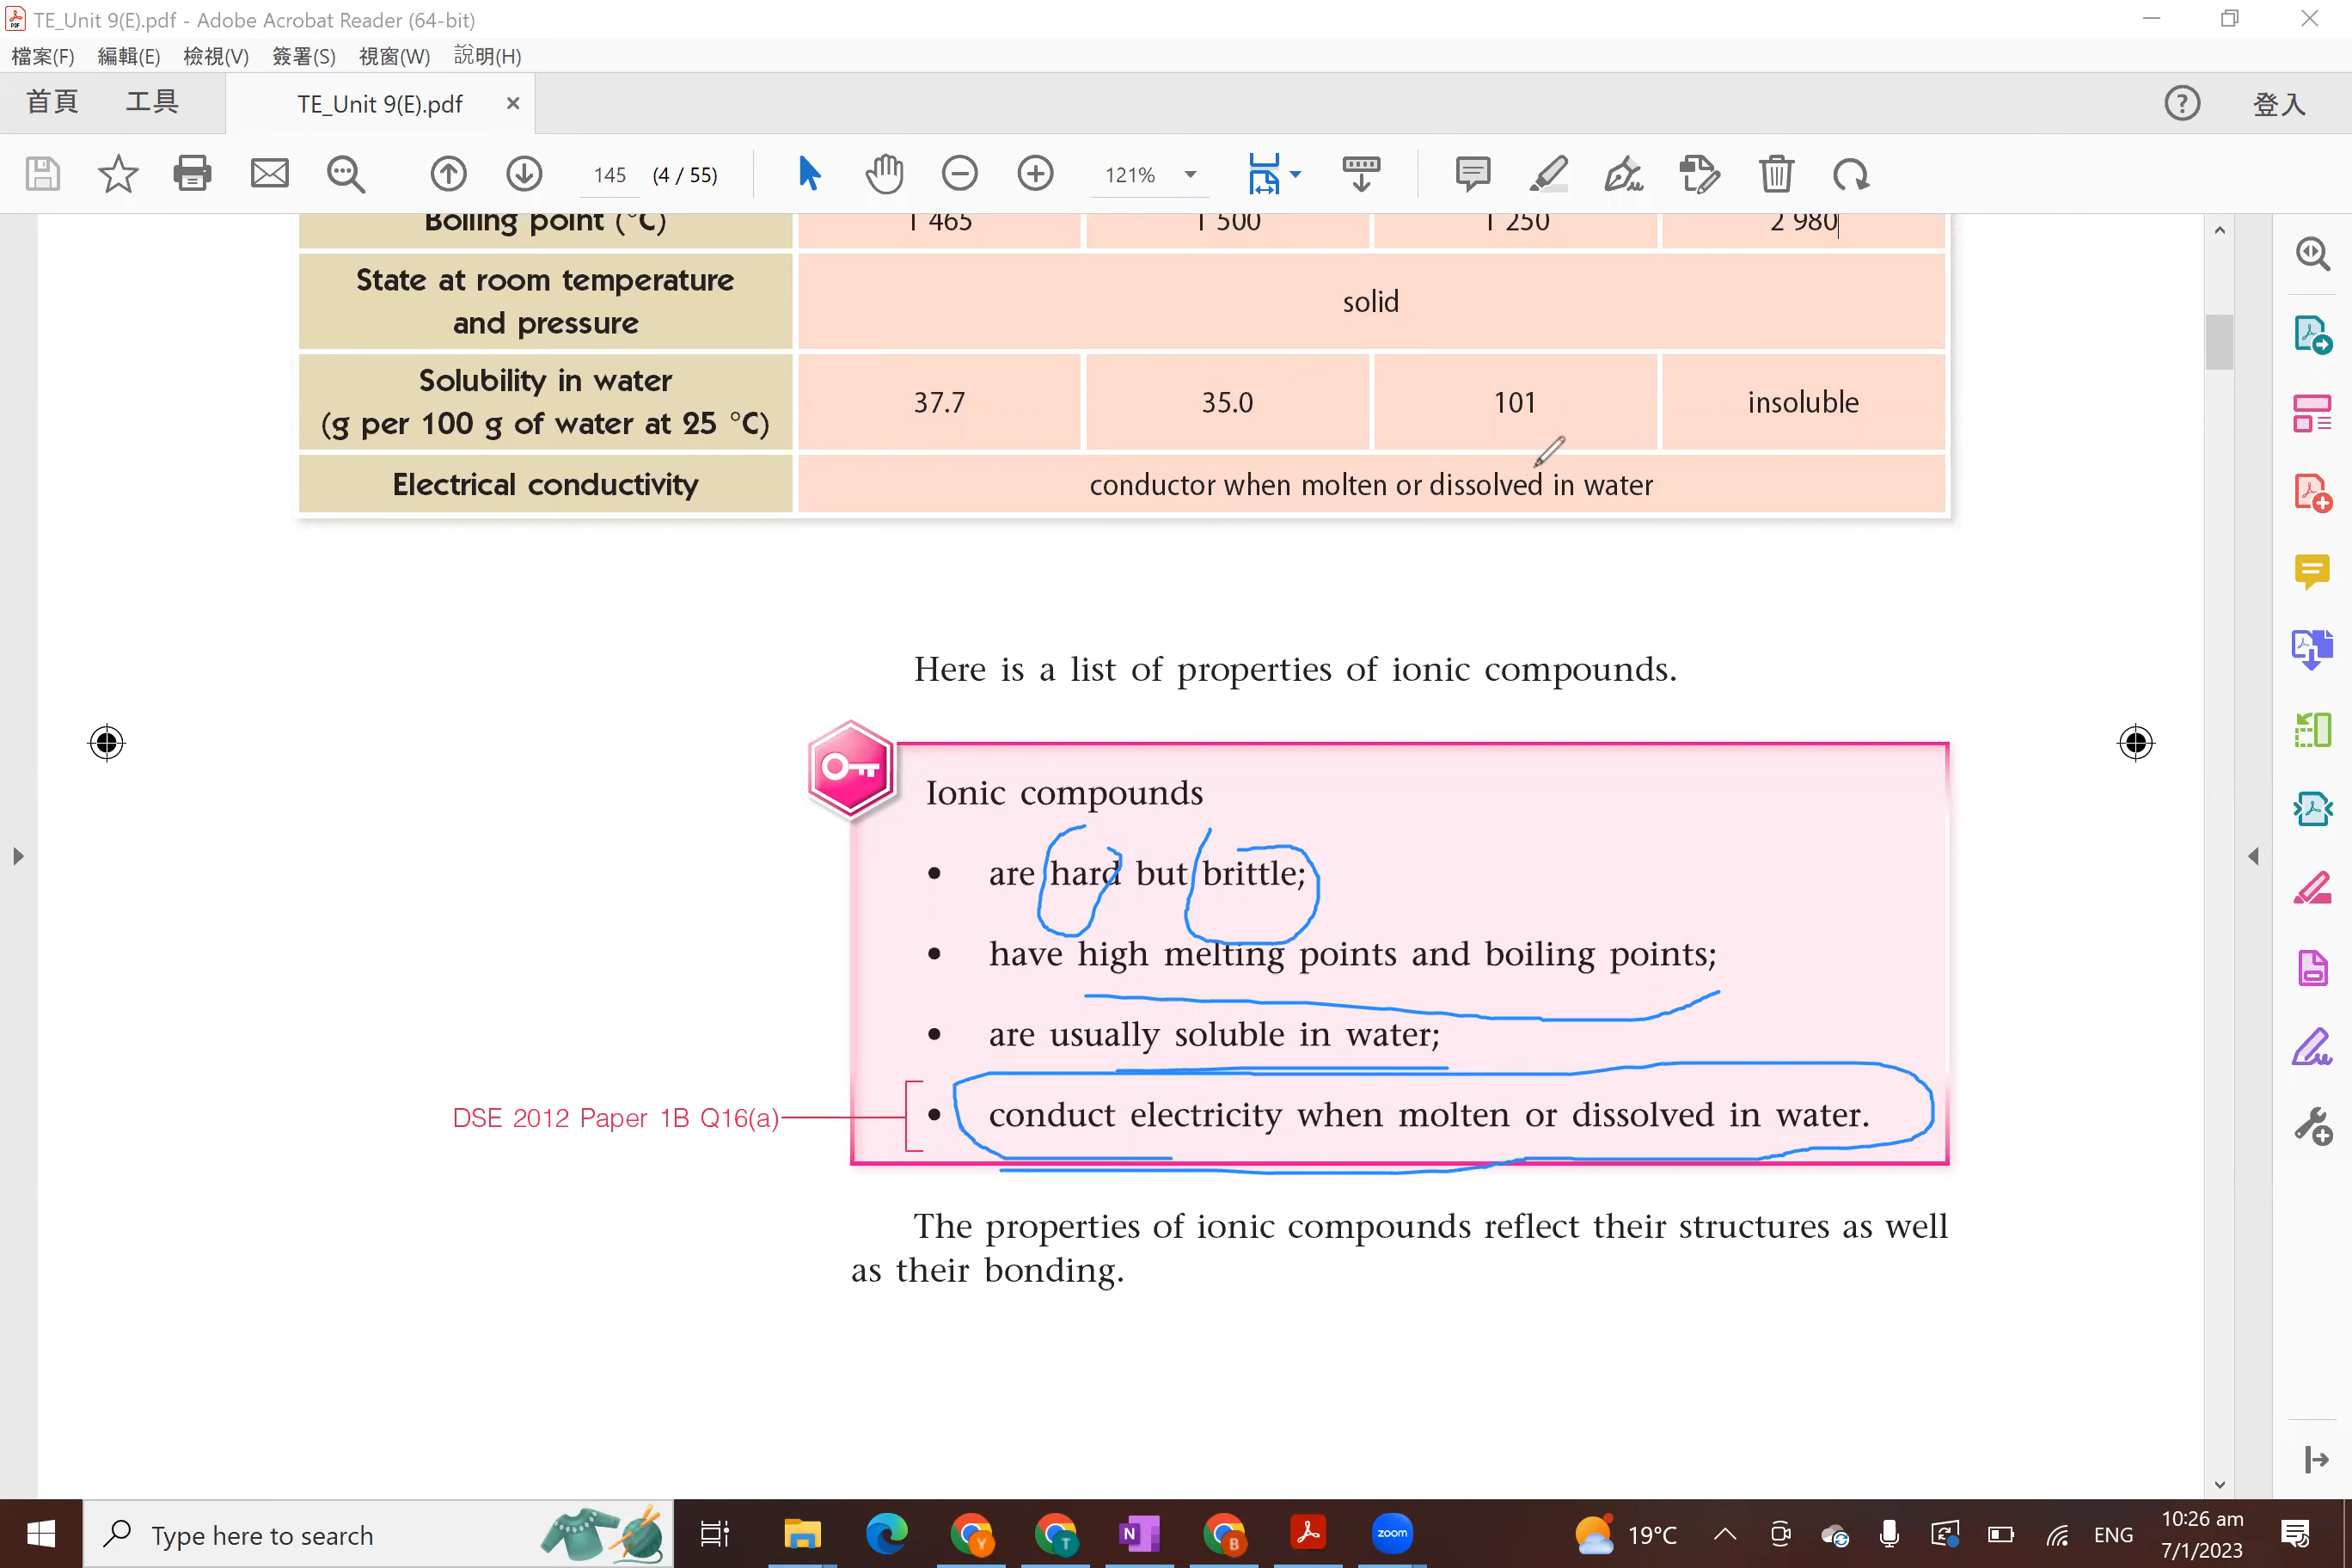 TE_Unit 9(E).pdf - Adobe Acrobat Reader (64-bit)
檔案(F) 編輯(E) 檢視(V) 簽署(S) 視窗(W) 說明(H)
首頁 工具 TE_Unit 9(E).pdf × ? 登入
145 (4 / 55) 121%
Boiling point (°C) 1 465 1 500 1 250 2 980
State at room temperature
and pressure
solid
Solubility in water
(g per 100 g of water at 25 °C)
37.7 35.0 101 insoluble
Electrical conductivity conductor when molten or dissolved in water
Here is a list of properties of ionic compounds.
Ionic compounds
• are hard but brittle;
• have high melting points and boiling points;
• are usually soluble in water;
DSE 2012 Paper 1B Q16(a)
• conduct electricity when molten or dissolved in water.
The properties of ionic compounds reflect their structures as well
as their bonding.
Type here to search
Y T N B zoom
19°C ENG
10:26 am
7/1/2023